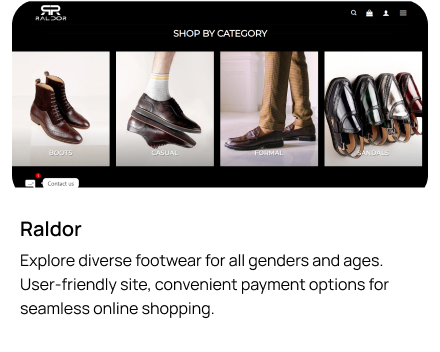 RALDOR
SHOP BY CATEGORY
BOOTS
CASUAL
FORMAL
SANDALS
Contact us
Raldor
Explore diverse footwear for all genders and ages.
User-friendly site, convenient payment options for
seamless online shopping.